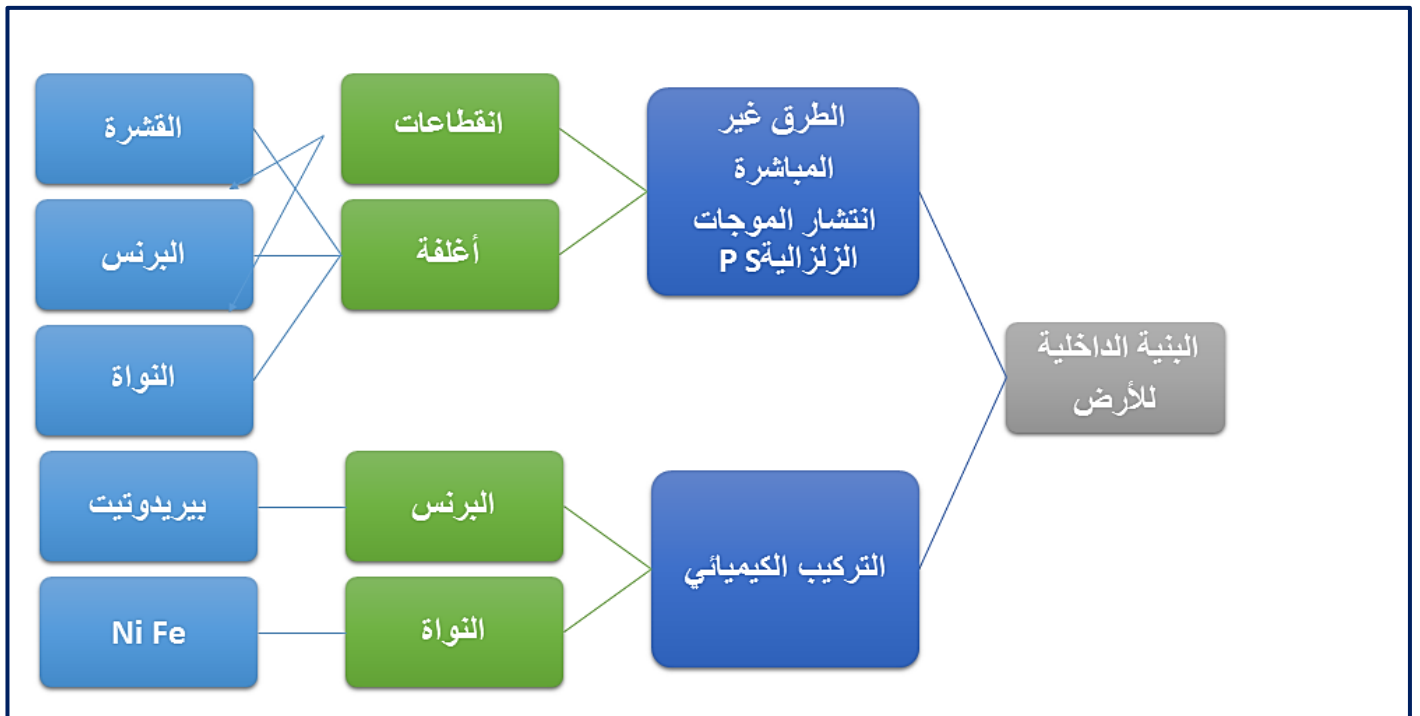 البنية الداخلية
للأرض
الطرق غير
المباشرة
انتشار الموجات
الزلزاليةP S
انقطاعات
أغلفة
القشرة
البرنس
النواة
التركيب الكيميائي
البرنس
النواة
بيريدوتيت
Ni Fe